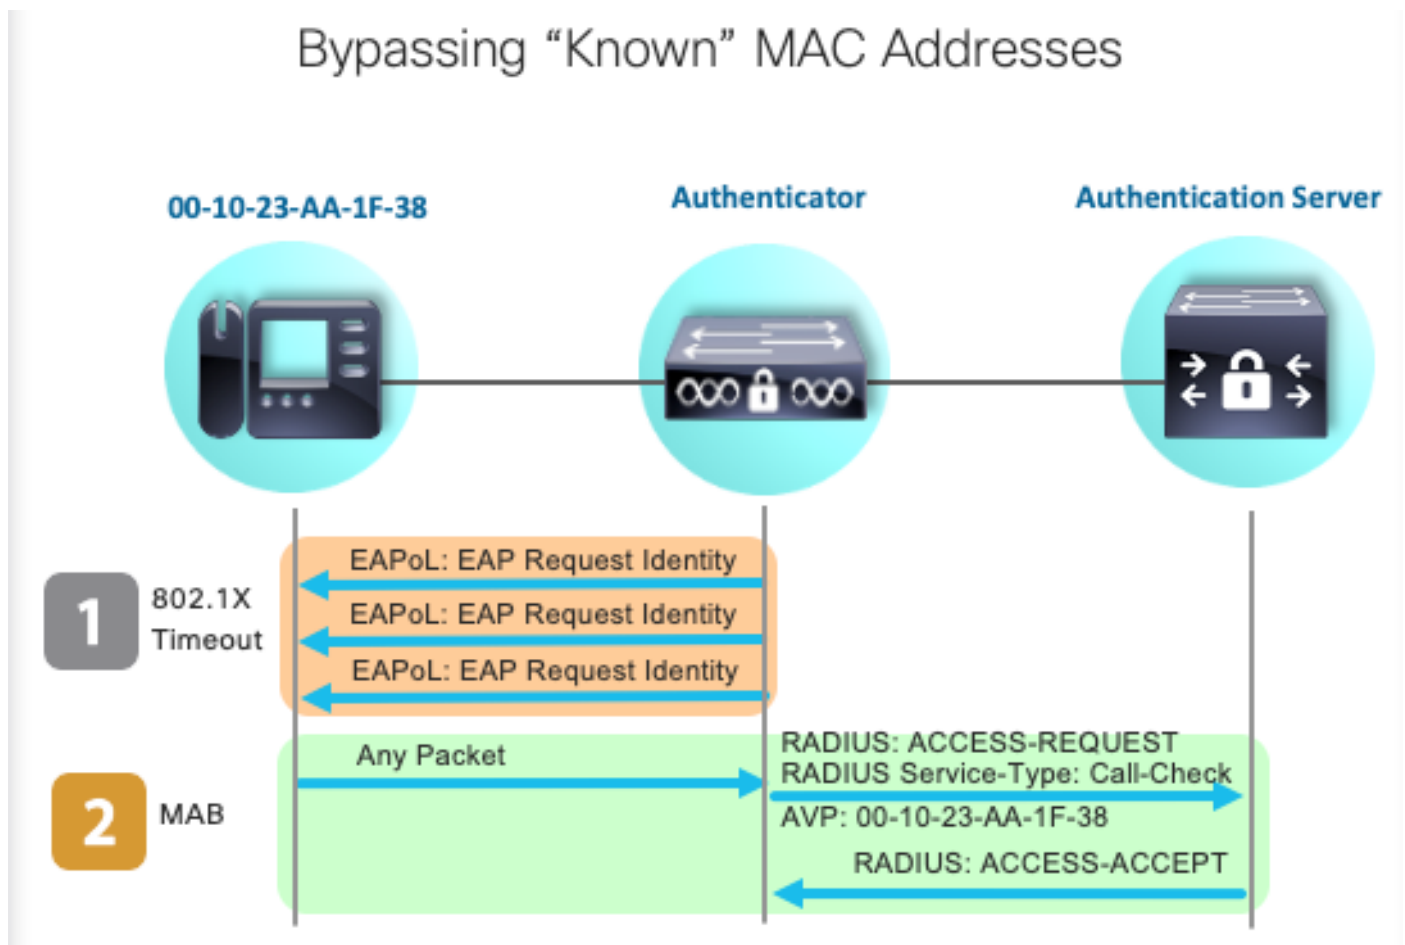 Bypassing “Known” MAC Addresses
00-10-23-AA-1F-38
Authenticator
Authentication Server
1
802.1X
Timeout
EAPoL: EAP Request Identity
EAPoL: EAP Request Identity
EAPoL: EAP Request Identity
2
MAB
Any Packet
RADIUS: ACCESS-REQUEST
RADIUS Service-Type: Call-Check
AVP: 00-10-23-AA-1F-38
RADIUS: ACCESS-ACCEPT